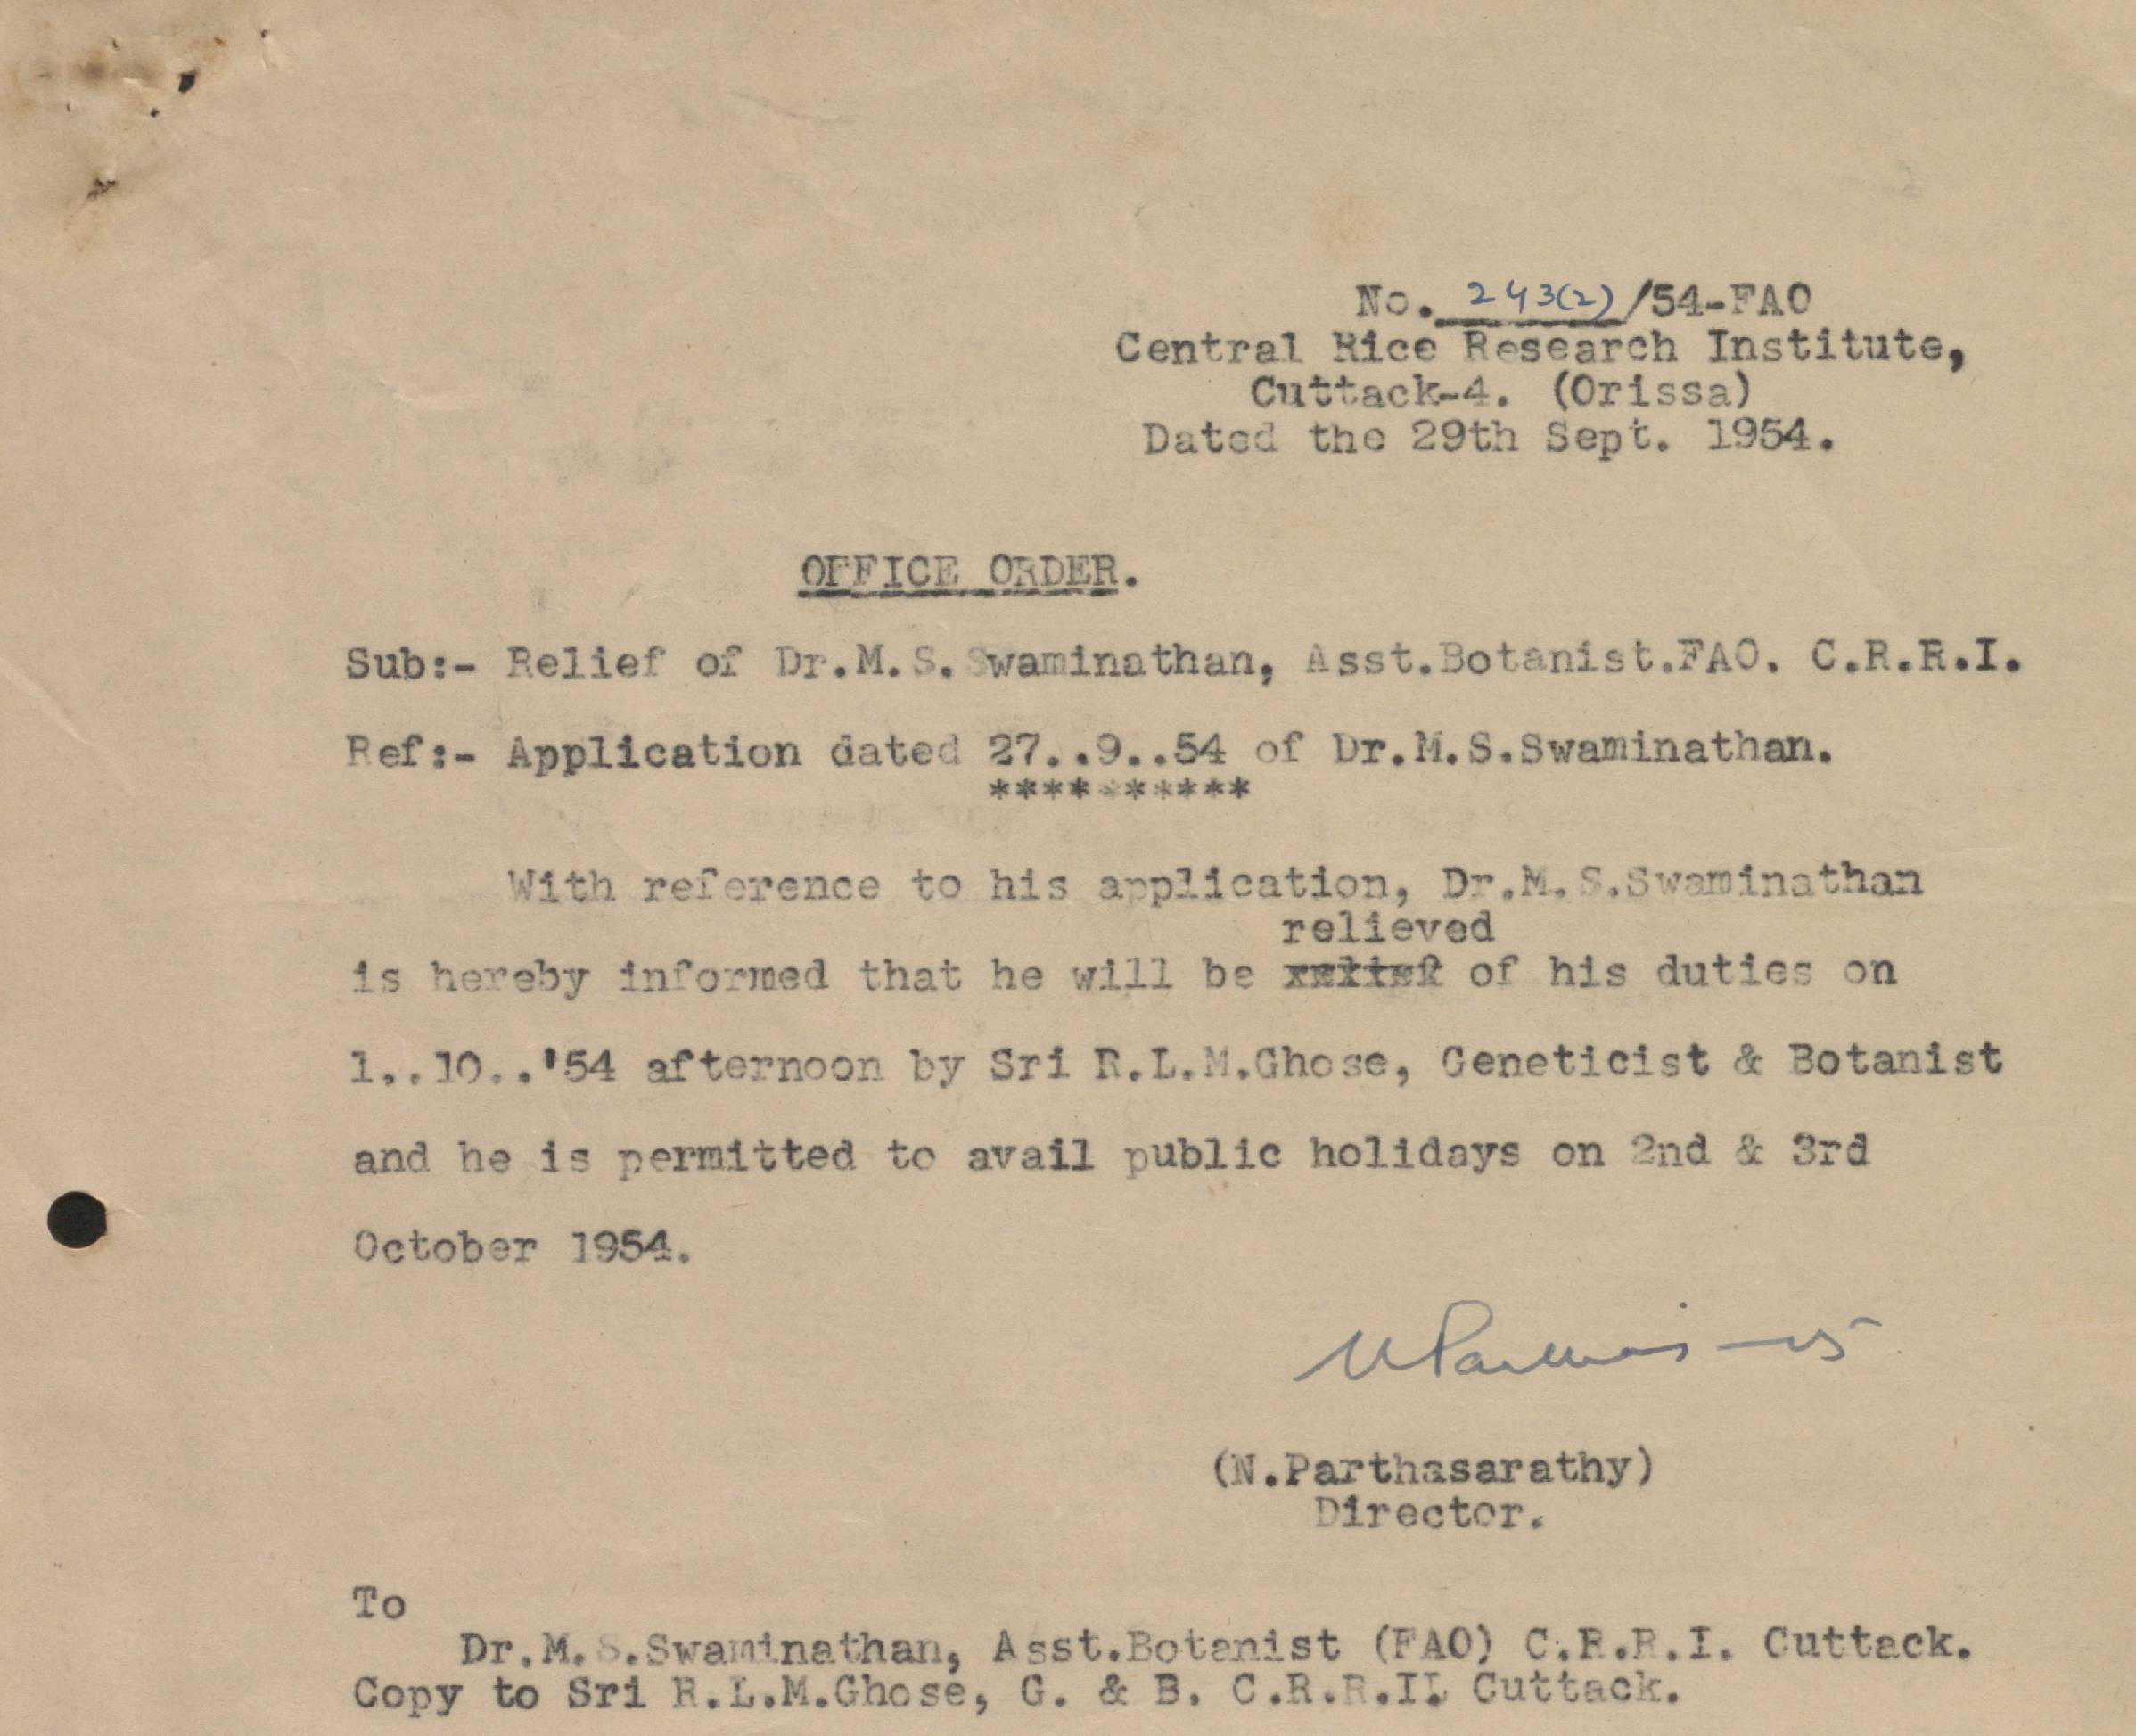 No. 243(2) /54-FAO
Central Rice Research Institute,
Cuttack-4. (Orissa)
Dated the 29th Sept. 1954.
OFFICE ORDER.
Sub:- Relief of Dr.M.S.Swaminathan, Asst.Botanist.FAO. C.R.R.I.
Ref:- Application dated 27..9..54 of Dr.M.S.Swaminathan.
**********
With reference to his application, Dr.M.S.Swaminathan
relieved
is hereby informed that he will be of his duties on
1..10..'54 afternoon by Sri R.L.M.Ghose, Geneticist & Botanist
and he is permitted to avail public holidays on 2nd & 3rd
October 1954.
(N.Parthasarathy)
Director.
To
Dr.M.S.Swaminathan, Asst.Botanist (FAO) C.R.R.I. Cuttack.
Copy to Sri R.L.M.Ghose, G. & B. C.R.R.I. Cuttack.